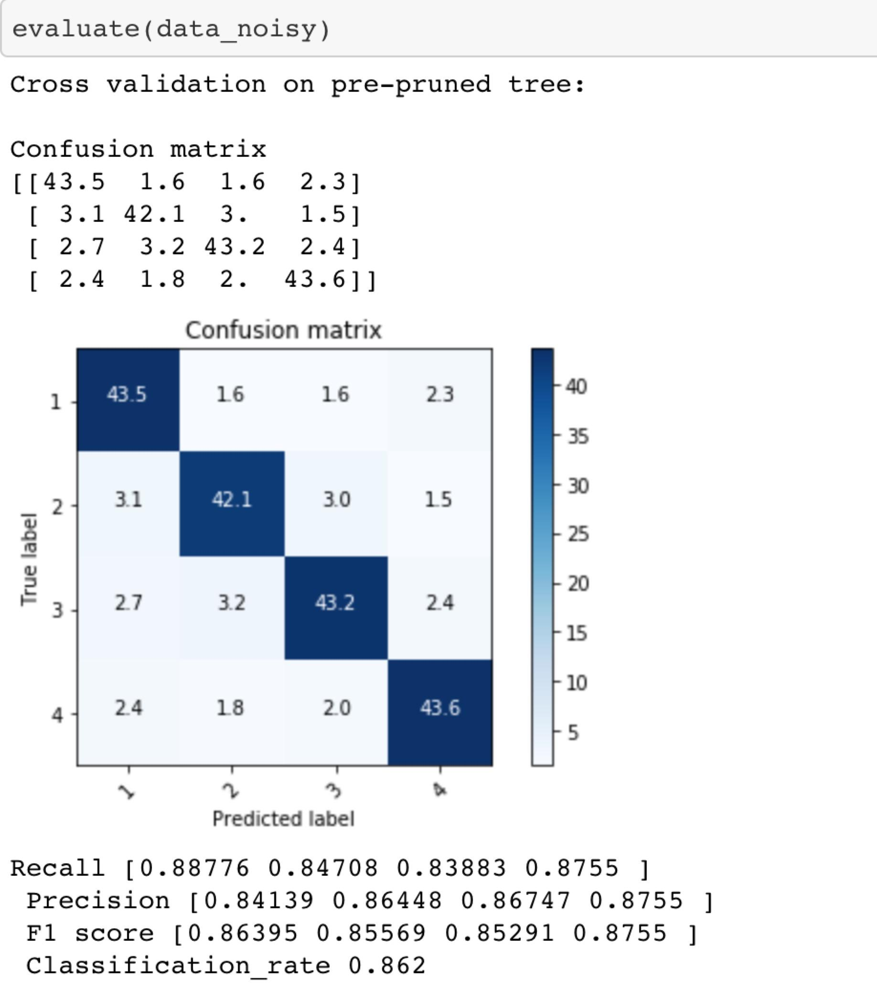 evaluate(data_noisy)
Cross validation on pre-pruned tree:
Confusion matrix
[[43.5 1.6 1.6 2.3]
[ 3.1 42.1 3. 1.5]
[ 2.7 3.2 43.2 2.4]
[ 2.4 1.8 2. 43.6]]
Confusion matrix
1 43.5 1.6 1.6 2.3
2 3.1 42.1 3.0 1.5
3 2.7 3.2 43.2 2.4
4 2.4 1.8 2.0 43.6
True label
1 2 3 4
Predicted label
40
35
30
25
20
15
10
5
Recall [0.88776 0.84708 0.83883 0.8755 ]
Precision [0.84139 0.86448 0.86747 0.8755 ]
F1 score [0.86395 0.85569 0.85291 0.8755 ]
Classification_rate 0.862